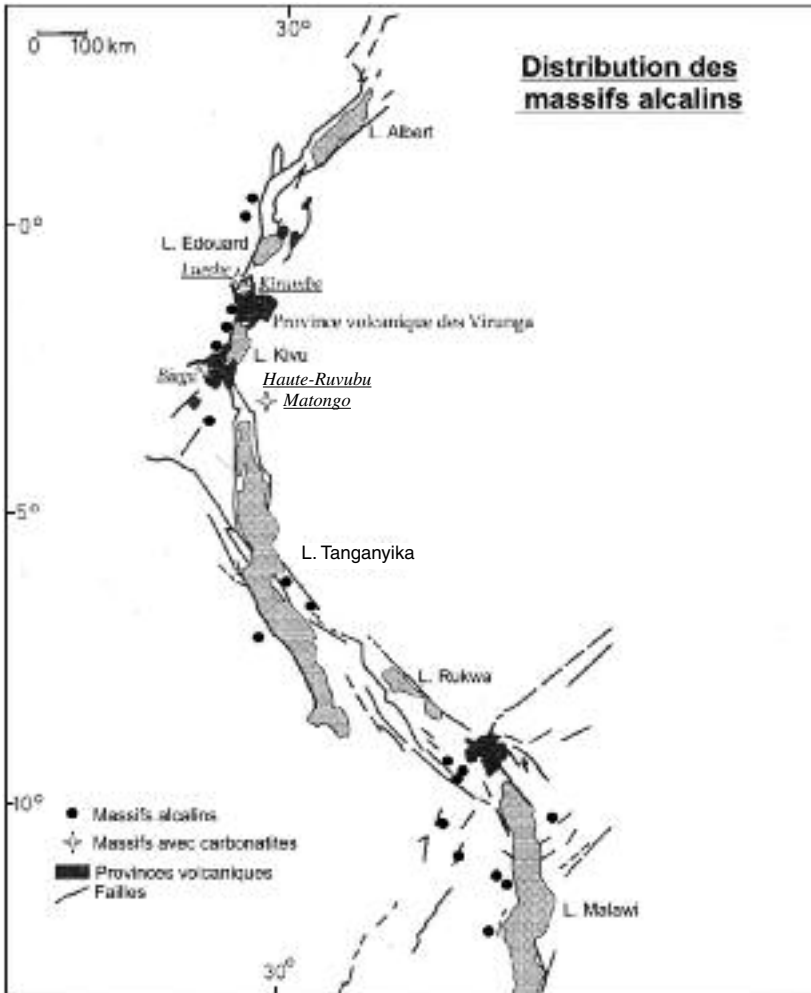 30°
0 100 km
Distribution des
massifs alcalins
L. Albert
0°
L. Edouard
Lueshe
Kirumba
Province volcanique des Virunga
L. Kivu
Haute-Ruvubu
Matongo
5°
L. Tanganyika
L. Rukwa
10°
Massifs alcalins
Massifs avec carbonatites
Provinces volcaniques
Failles
L. Malawi
30°